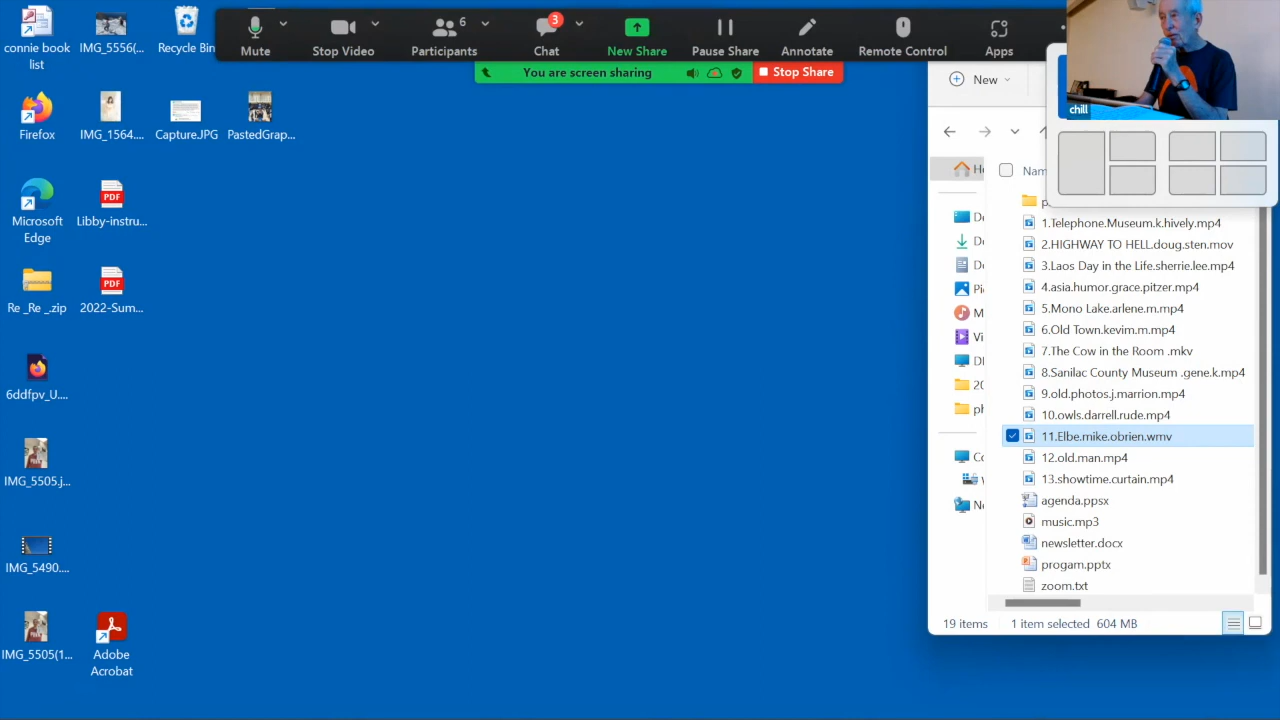 connie book
list
IMG_5556(...
Recycle Bin
Firefox
IMG_1564....
Capture.JPG
PastedGrap...
Microsoft
Edge
Libby-instru...
Re _Re _.zip
2022-Sum...
6ddfpv_U....
IMG_5505.j...
IMG_5490....
IMG_5505(1...
Adobe
Acrobat
Mute
Stop Video
6
Participants
3
Chat
New Share
Pause Share
Annotate
Remote Control
Apps
You are screen sharing
Stop Share
chill
New
1.Telephone.Museum.k.hively.mp4
2.HIGHWAY TO HELL.doug.sten.mov
3.Laos Day in the Life.sherrie.lee.mp4
4.asia.humor.grace.pitzer.mp4
5.Mono Lake.arlene.m.mp4
6.Old Town.kevim.m.mp4
7.The Cow in the Room .mkv
8.Sanilac County Museum .gene.k.mp4
9.old.photos.j.marrion.mp4
10.owls.darrell.rude.mp4
11.Elbe.mike.obrien.wmv
12.old.man.mp4
13.showtime.curtain.mp4
agenda.ppsx
music.mp3
newsletter.docx
progam.pptx
zoom.txt
19 items
1 item selected 604 MB